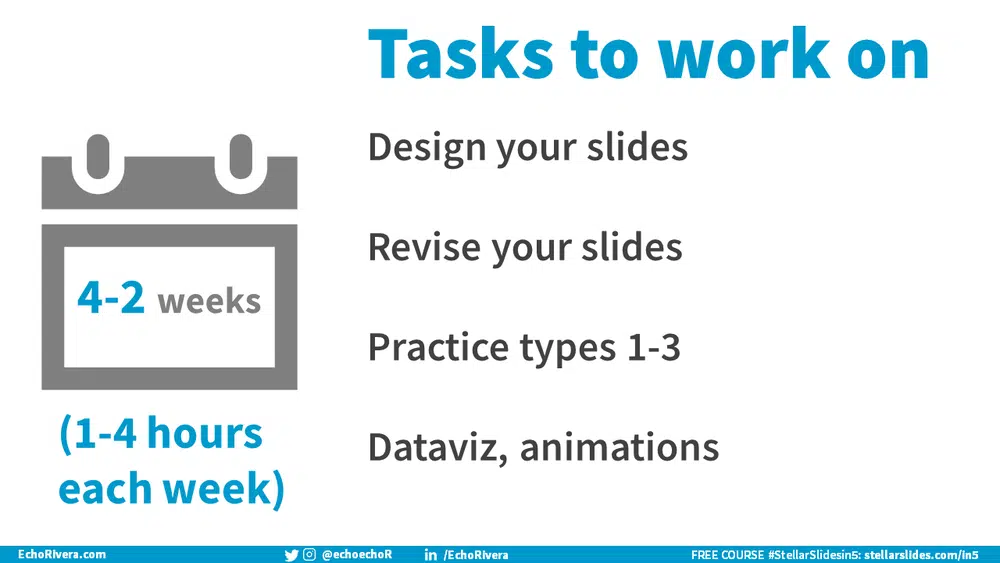 Tasks to work on
4-2 weeks
(1-4 hours
each week)
Design your slides
Revise your slides
Practice types 1-3
Dataviz, animations
EchoRivera.com
@echoechoR
/EchoRivera
FREE COURSE #StellarSlidesin5: stellarslides.com/in5